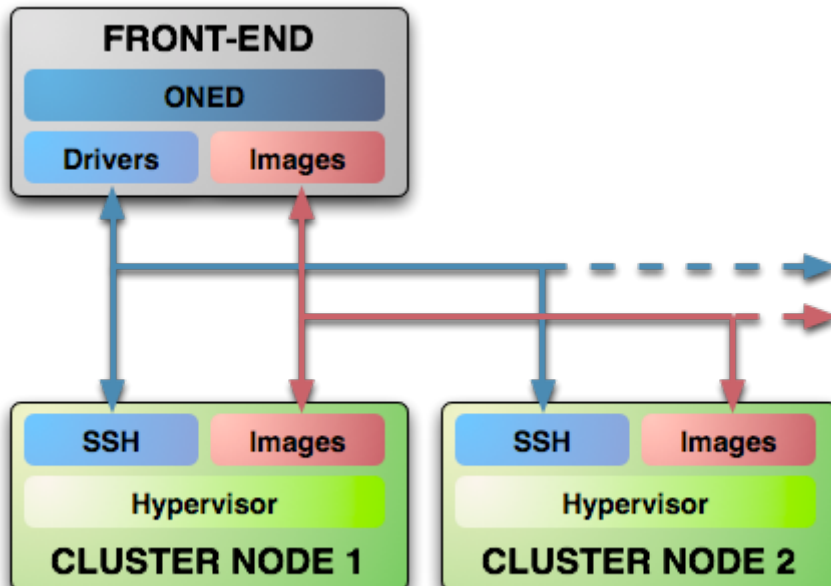 FRONT-END
ONED
Drivers Images
SSH Images SSH Images
Hypervisor Hypervisor
CLUSTER NODE 1 CLUSTER NODE 2